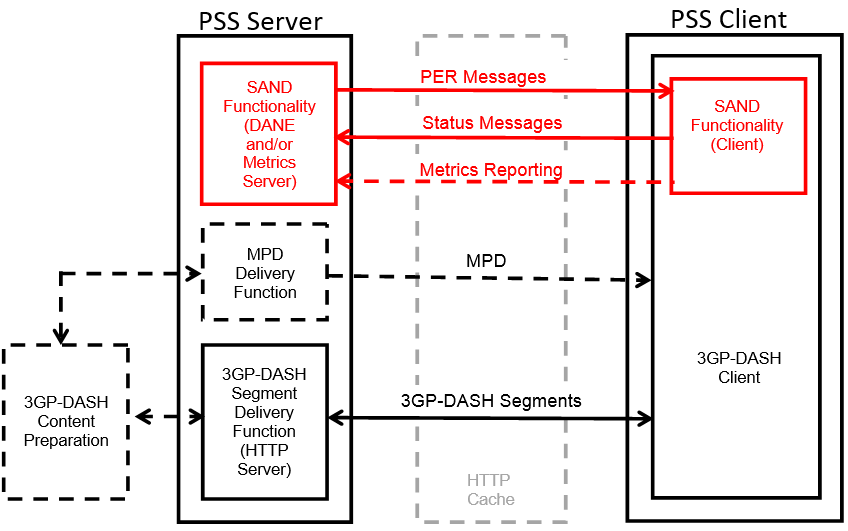 PSS Server
PSS Client
SAND
Functionality
(DANE
and/or
Metrics
Server)
PER Messages
Status Messages
Metrics Reporting
SAND
Functionality
(Client)
MPD
Delivery
Function
MPD
3GP-DASH
Content
Preparation
3GP-DASH
Segment
Delivery
Function
(HTTP
Server)
3GP-DASH Segments
3GP-DASH
Client
HTTP
Cache